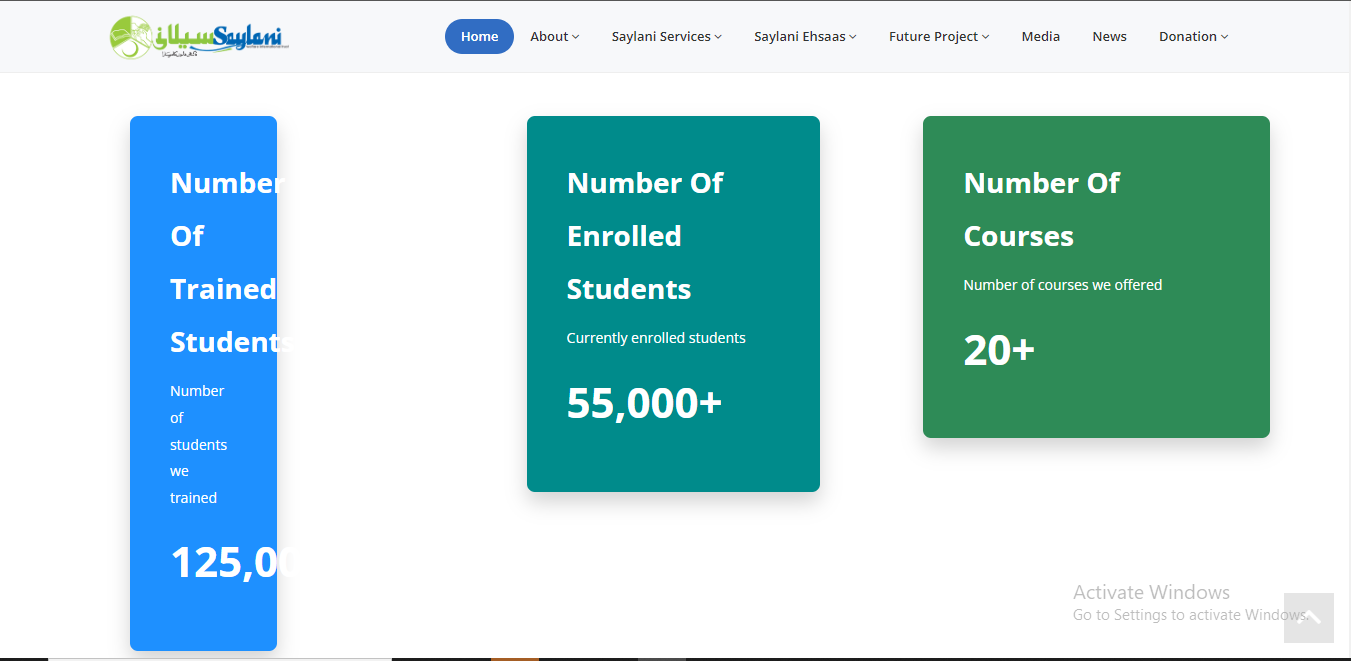 سیلانی Saylani
Home
About
Saylani Services
Saylani Ehsaas
Future Project
Media
News
Donation
Number
Of
Trained
Students
Number
of
students
we
trained
125,00
Number Of
Enrolled
Students
Currently enrolled students
55,000+
Number Of
Courses
Number of courses we offered
20+
Activate Windows
Go to Settings to activate Windows.